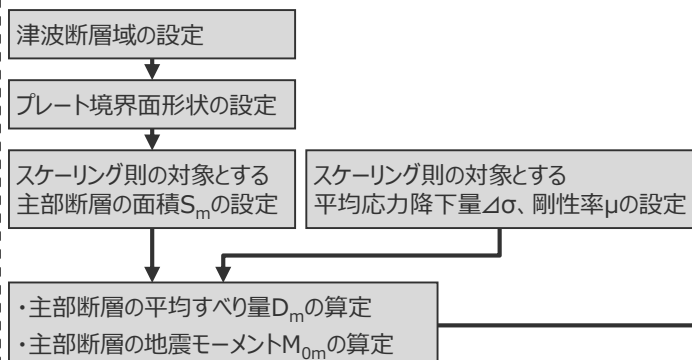 津波断層域の設定
プレート境界面形状の設定
スケーリング則の対象とする
主部断層の面積Smの設定
スケーリング則の対象とする
平均応力降下量⊿σ、剛性率μの設定
・主部断層の平均すべり量Dmの算定
・主部断層の地震モーメントM0mの算定